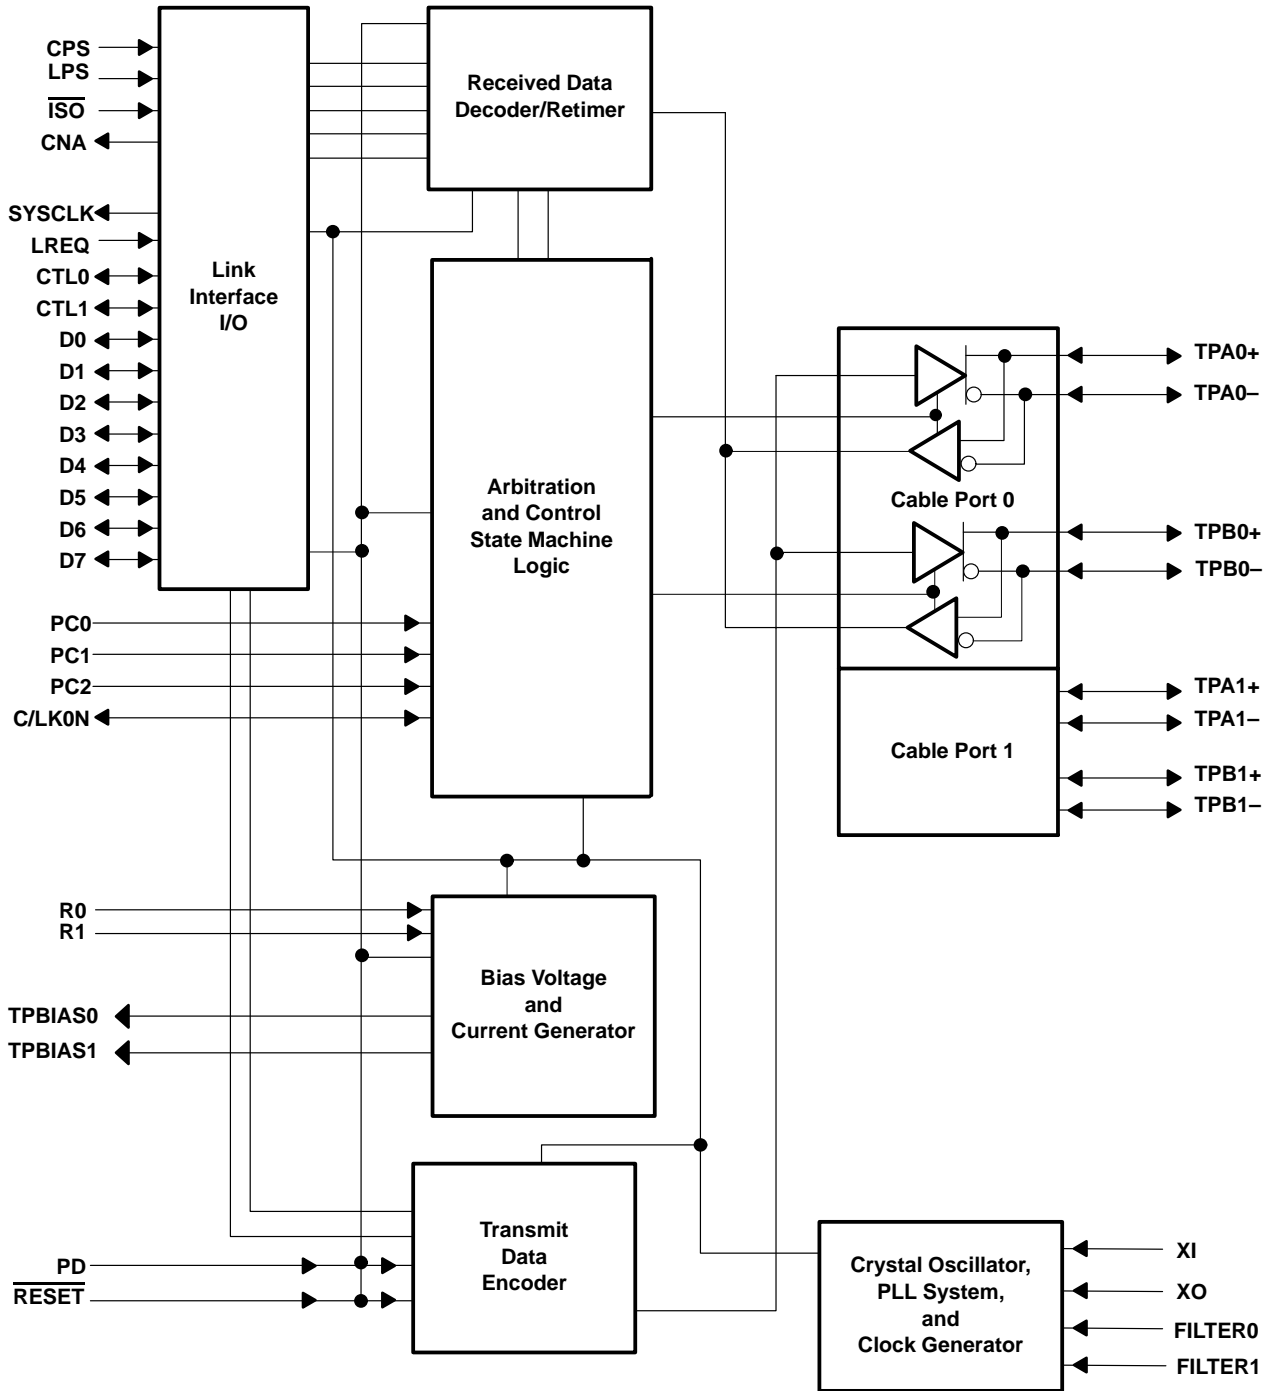 CPS
LPS
ISO
CNA
SYSCLK
LREQ
CTL0
CTL1
D0
D1
D2
D3
D4
D5
D6
D7
PC0
PC1
PC2
C/LK0N
R0
R1
TPBIAS0
TPBIAS1
PD
RESET
Link
Interface
I/O
Received Data
Decoder/Retimer
Arbitration
and Control
State Machine
Logic
Bias Voltage
and
Current Generator
Transmit
Data
Encoder
Cable Port 0
Cable Port 1
TPA0+
TPA0–
TPB0+
TPB0–
TPA1+
TPA1–
TPB1+
TPB1–
Crystal Oscillator,
PLL System,
and
Clock Generator
XI
XO
FILTER0
FILTER1